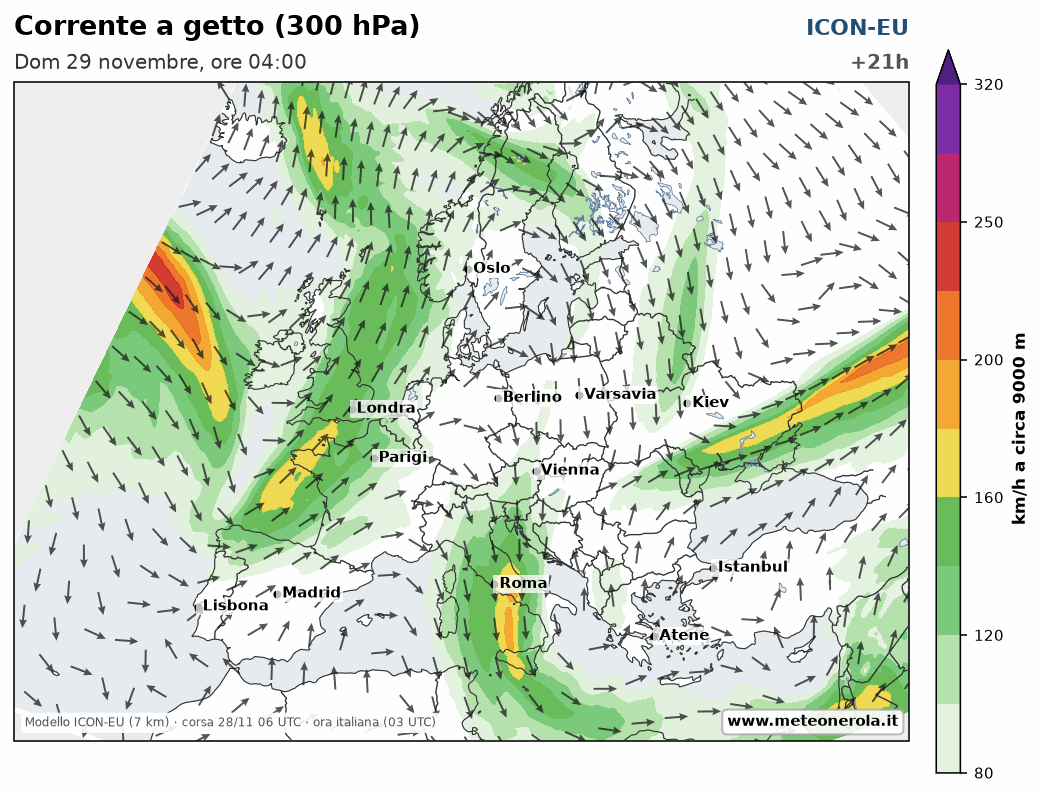 Corrente a getto (300 hPa)
ICON-EU
Dom 29 novembre, ore 04:00
+21h
320
250
200
160
120
80
km/h a circa 9000 m
Oslo
Berlino
Varsavia
Kiev
Londra
Parigi
Vienna
Istanbul
Roma
Madrid
Lisbona
Atene
Modello ICON-EU (7 km) · corsa 28/11 06 UTC · ora italiana (03 UTC)
www.meteonerola.it